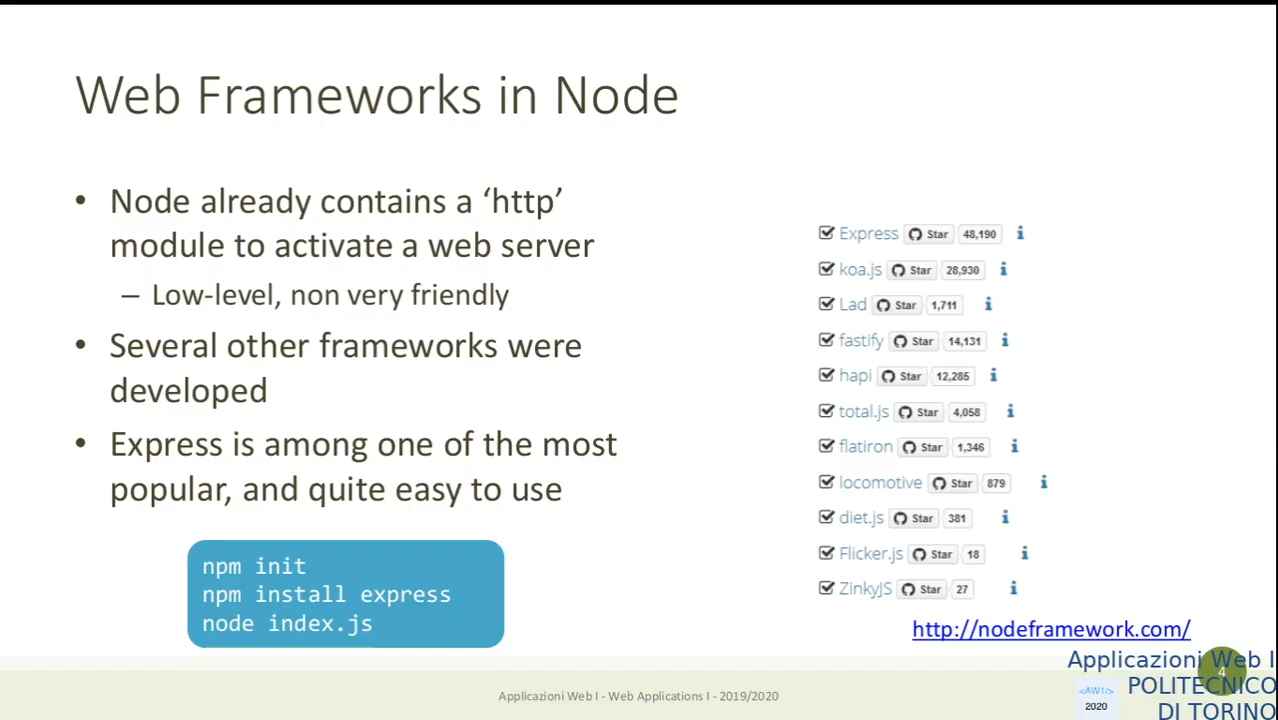 Web Frameworks in Node
• Node already contains a ‘http’
module to activate a web server
– Low-level, non very friendly
• Several other frameworks were
developed
• Express is among one of the most
popular, and quite easy to use
npm init
npm install express
node index.js
Express Star 48,190
koa.js Star 28,930
Lad Star 1,711
fastify Star 14,131
hapi Star 12,285
total.js Star 4,058
flatiron Star 1,346
locomotive Star 879
diet.js Star 381
Flicker.js Star 18
ZinkyJS Star 27
http://nodeframework.com/
Applicazioni Web I - Web Applications I - 2019/2020
4
<AW1/>
2020
Applicazioni Web I
POLITECNICO
DI TORINO